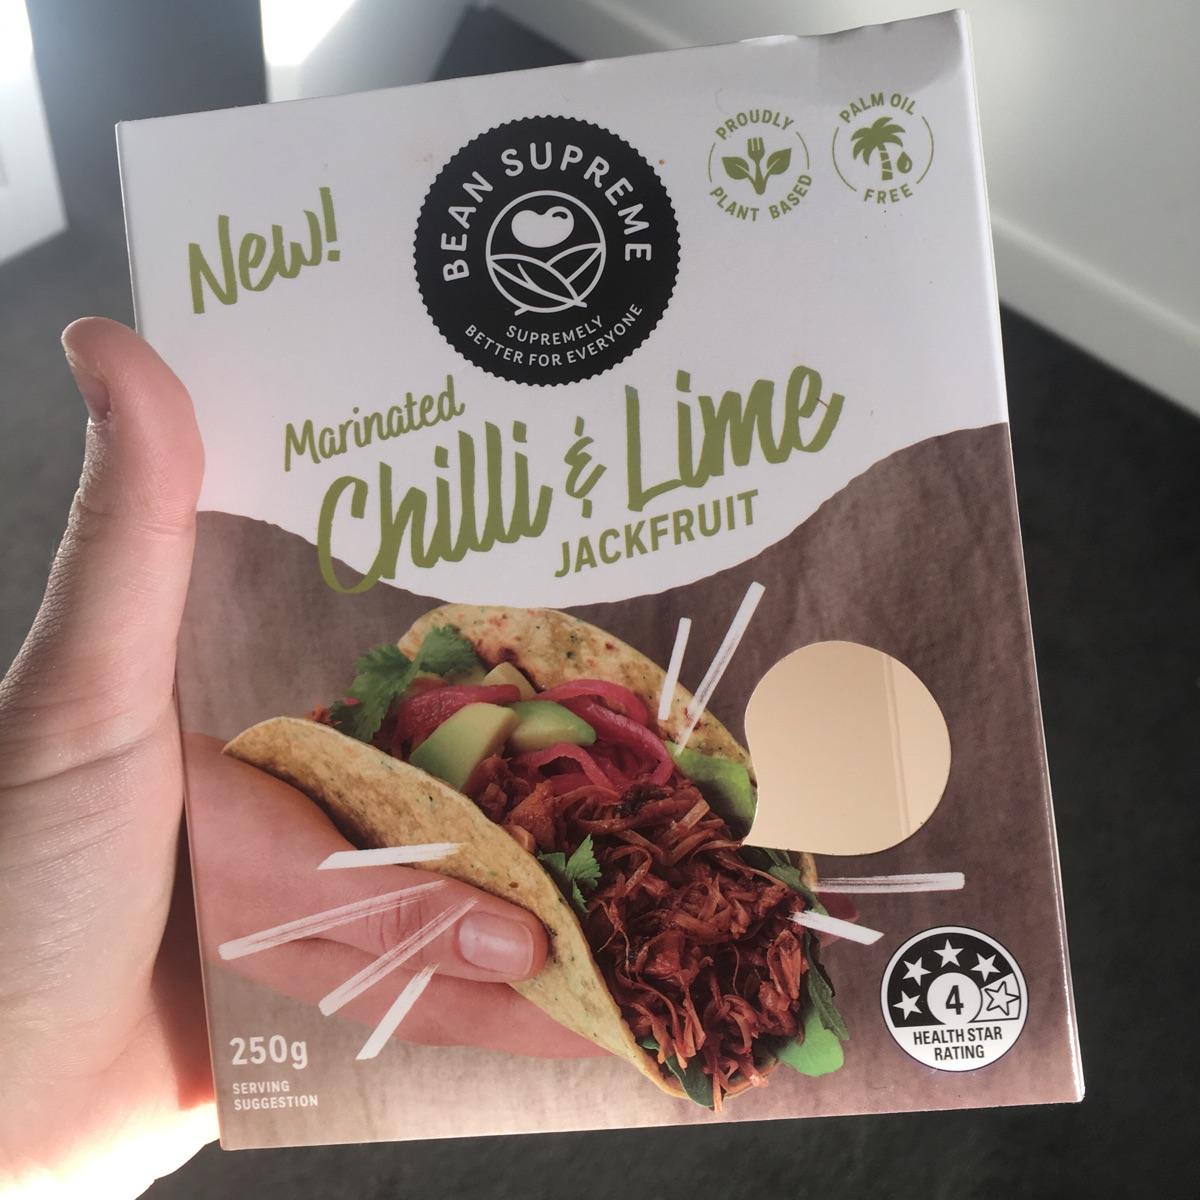 New!
BEAN SUPREME
SUPREMELY
BETTER FOR EVERYONE
PROUDLY
PLANT BASED
PALM OIL
FREE
Marinated
Chilli & Lime
JACKFRUIT
250g
SERVING
SUGGESTION
4
HEALTH STAR
RATING